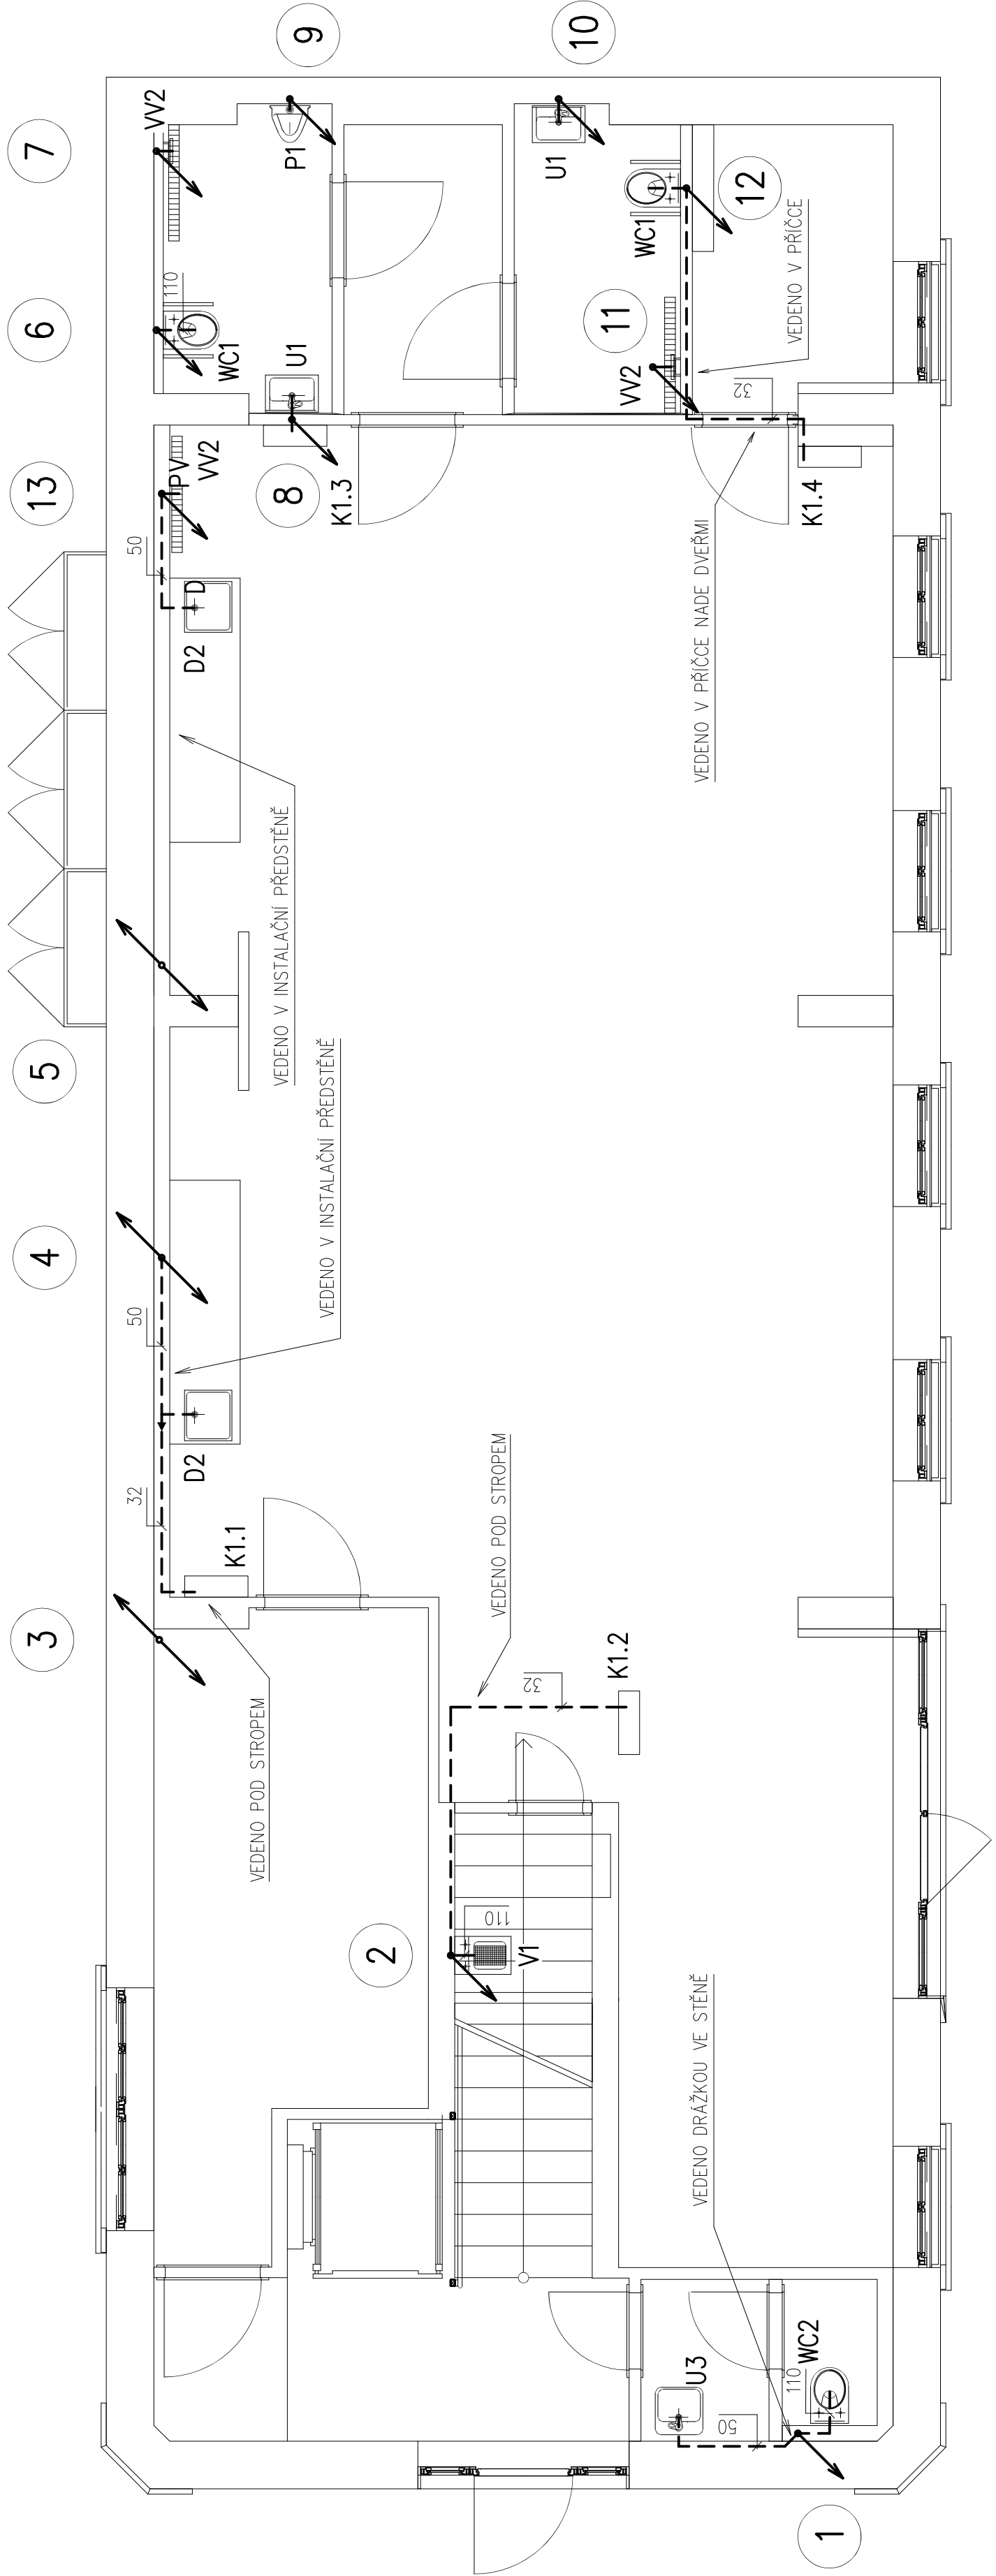 1
2
3
4
5
13
6
7
8
9
10
11
12
VV2
P1
110
WC1
U1
U1
WC1
VEDENO V PŘÍČCE
VV2
32
PV
VV2
K1.3
K1.4
50
D
D2
VEDENO V PŘÍČCE NADE DVEŘMI
VEDENO V INSTALAČNÍ PŘEDSTĚNĚ
VEDENO V INSTALAČNÍ PŘEDSTĚNĚ
50
D2
32
K1.1
VEDENO POD STROPEM
VEDENO POD STROPEM
32
K1.2
110
V1
VEDENO DRÁŽKOU VE STĚNĚ
U3
WC2
110
50